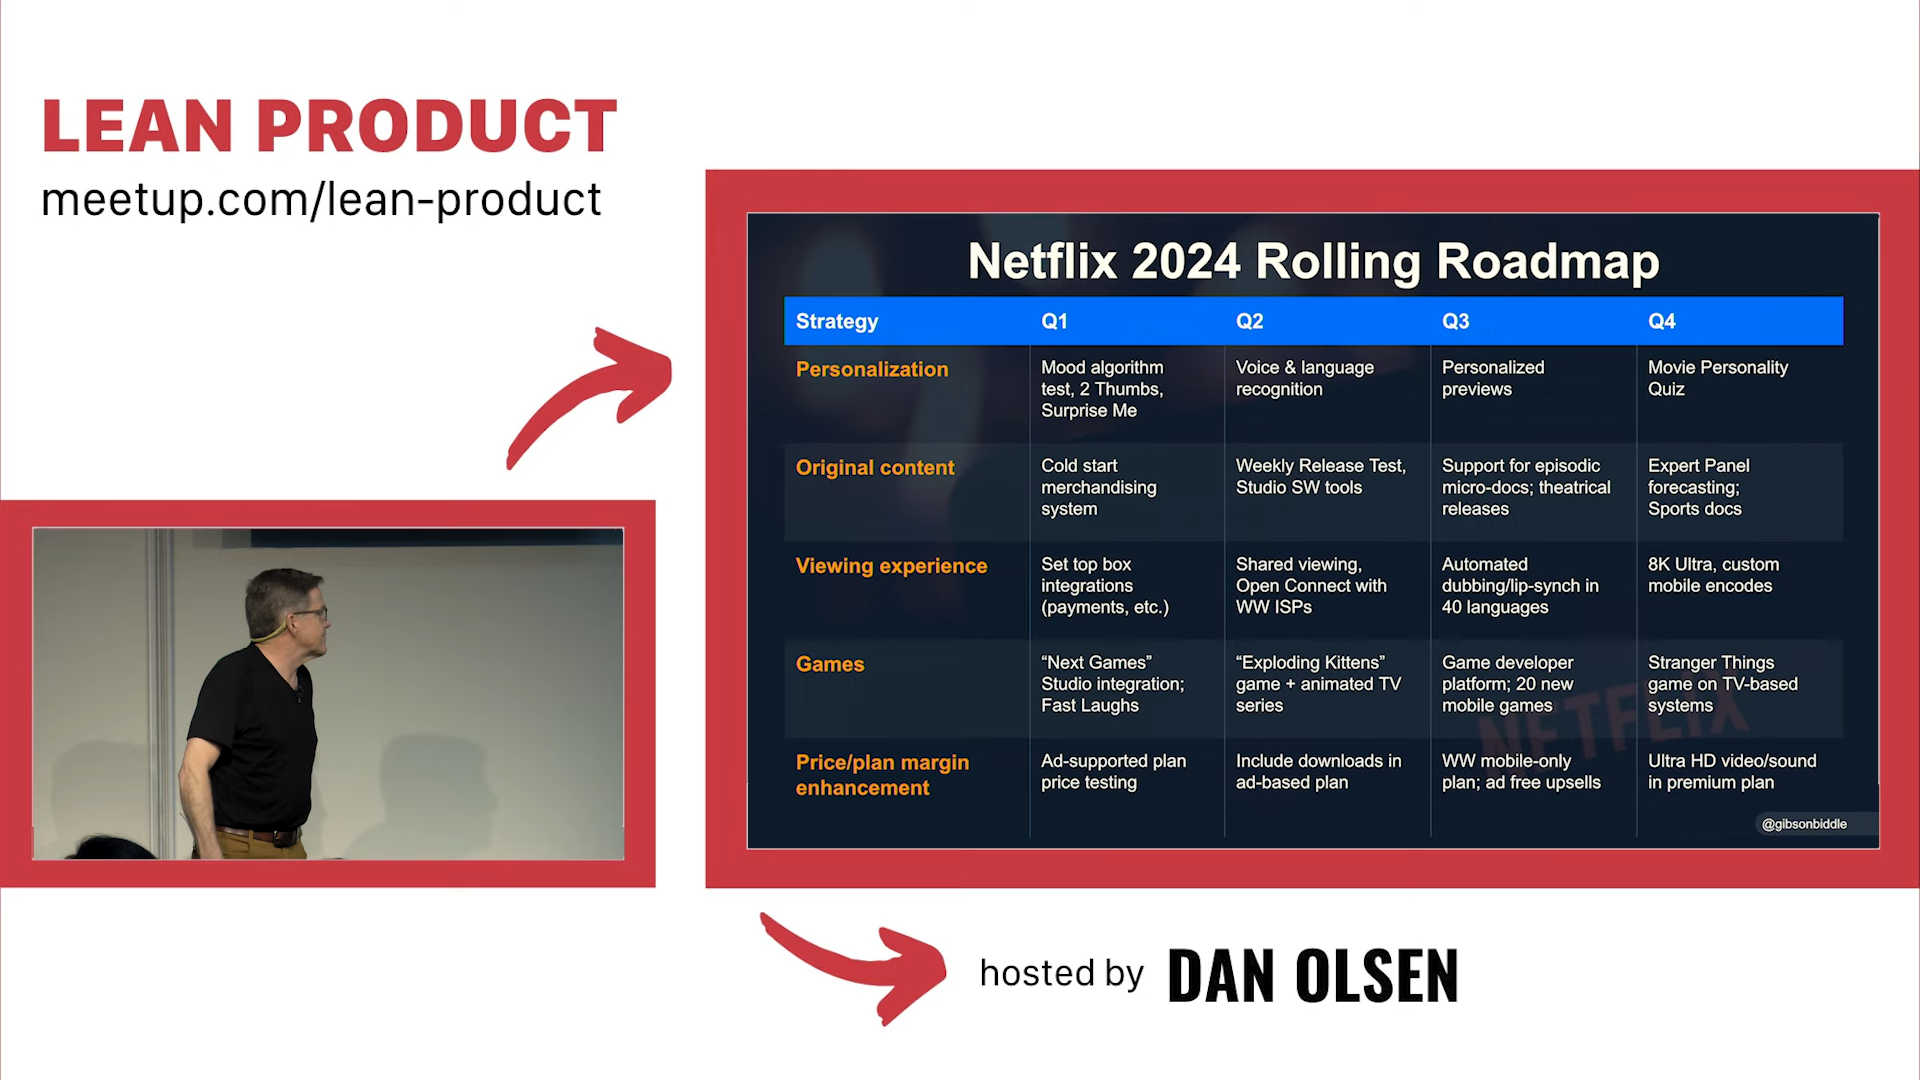 LEAN PRODUCT
meetup.com/lean-product
Netflix 2024 Rolling Roadmap
Strategy Q1 Q2 Q3 Q4
Personalization
Mood algorithm
test, 2 Thumbs,
Surprise Me
Voice & language
recognition
Personalized
previews
Movie Personality
Quiz
Original content
Cold start
merchandising
system
Weekly Release Test,
Studio SW tools
Support for episodic
micro-docs; theatrical
releases
Expert Panel
forecasting;
Sports docs
Viewing experience
Set top box
integrations
(payments, etc.)
Shared viewing,
Open Connect with
WW ISPs
Automated
dubbing/lip-synch in
40 languages
8K Ultra, custom
mobile encodes
Games
“Next Games”
Studio integration;
Fast Laughs
“Exploding Kittens”
game + animated TV
series
Game developer
platform; 20 new
mobile games
Stranger Things
game on TV-based
systems
NETFLIX
Price/plan margin
enhancement
Ad-supported plan
price testing
Include downloads in
ad-based plan
WW mobile-only
plan; ad free upsells
Ultra HD video/sound
in premium plan
@gibsonbiddle
hosted by DAN OLSEN